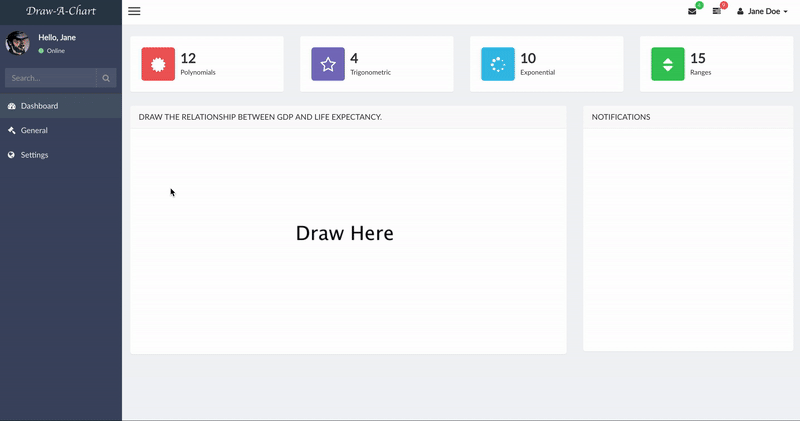 Draw-A-Chart
Hello, Jane
Online
Search...
Dashboard
General
Settings
Jane Doe
12
Polynomials
4
Trigonometric
10
Exponential
15
Ranges
DRAW THE RELATIONSHIP BETWEEN GDP AND LIFE EXPECTANCY.
Draw Here
NOTIFICATIONS